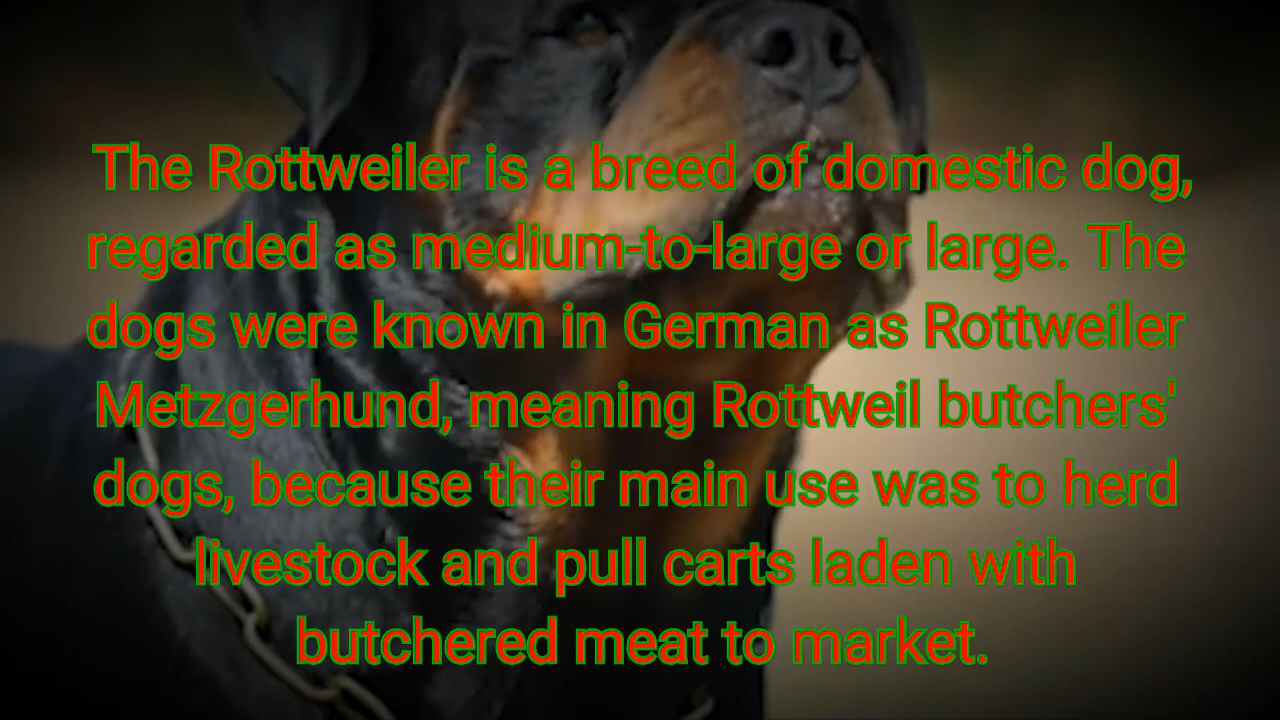 The Rottweiler is a breed of domestic dog,
regarded as medium-to-large or large. The
dogs were known in German as Rottweiler
Metzgerhund, meaning Rottweil butchers'
dogs, because their main use was to herd
livestock and pull carts laden with
butchered meat to market.